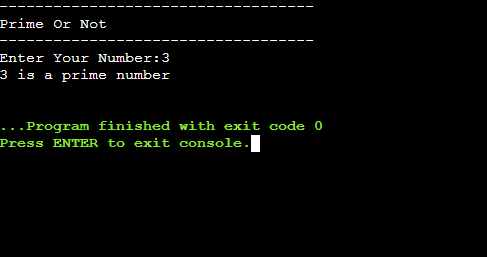 -----------------------------------
Prime Or Not
-----------------------------------
Enter Your Number:3
3 is a prime number
...Program finished with exit code 0
Press ENTER to exit console.